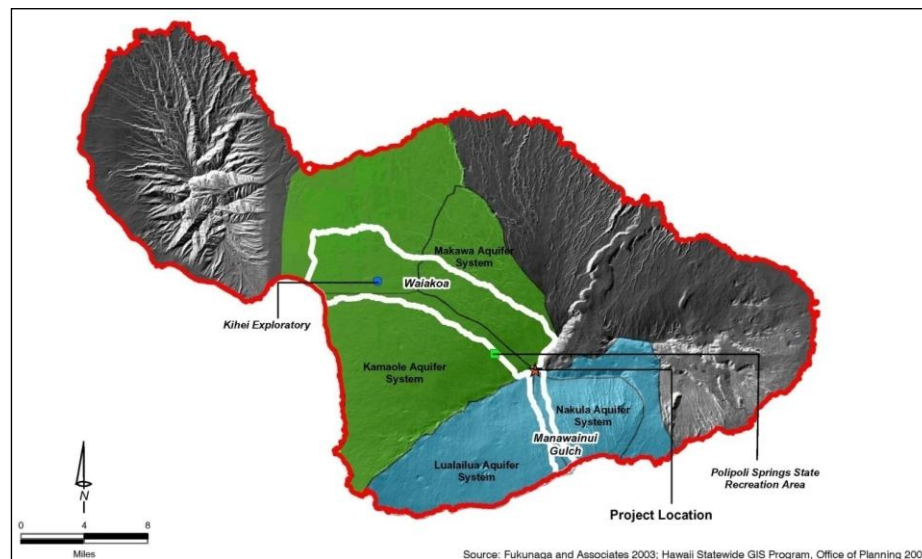 Makawa Aquifer
System
Waiakoa
Kihei Exploratory
Kamaole Aquifer
System
Nakula Aquifer
System
Manawainui
Gulch
Lualailua Aquifer
System
Polipoli Springs State
Recreation Area
Project Location
N
0 4 8
Miles
Source: Fukunaga and Associates 2003; Hawaii Statewide GIS Program, Office of Planning 200